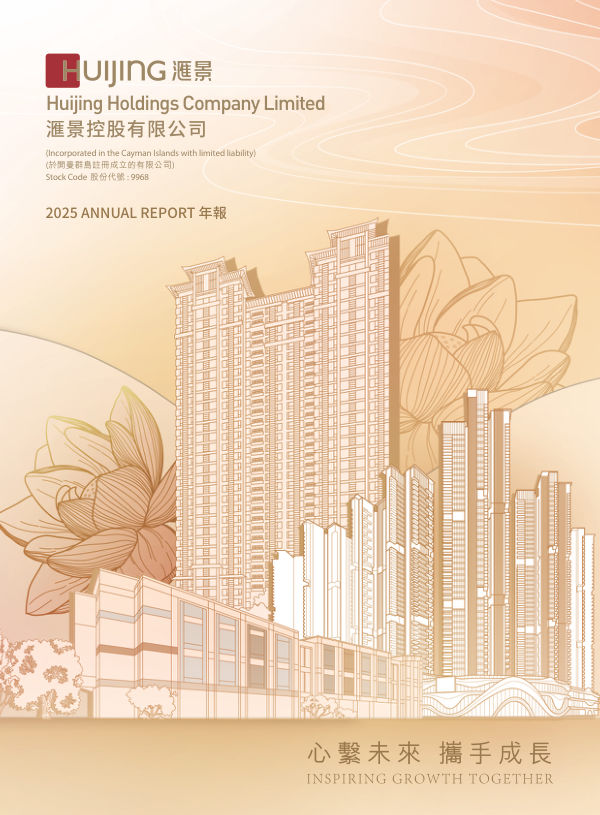 HUIJING 滙景
Huijing Holdings Company Limited
滙景控股有限公司
(Incorporated in the Cayman Islands with limited liability)
(於開曼群島註冊成立的有限公司)
Stock Code 股份代號 : 9968
2025 ANNUAL REPORT 年報
心繫未來 攜手成長
INSPIRING GROWTH TOGETHER